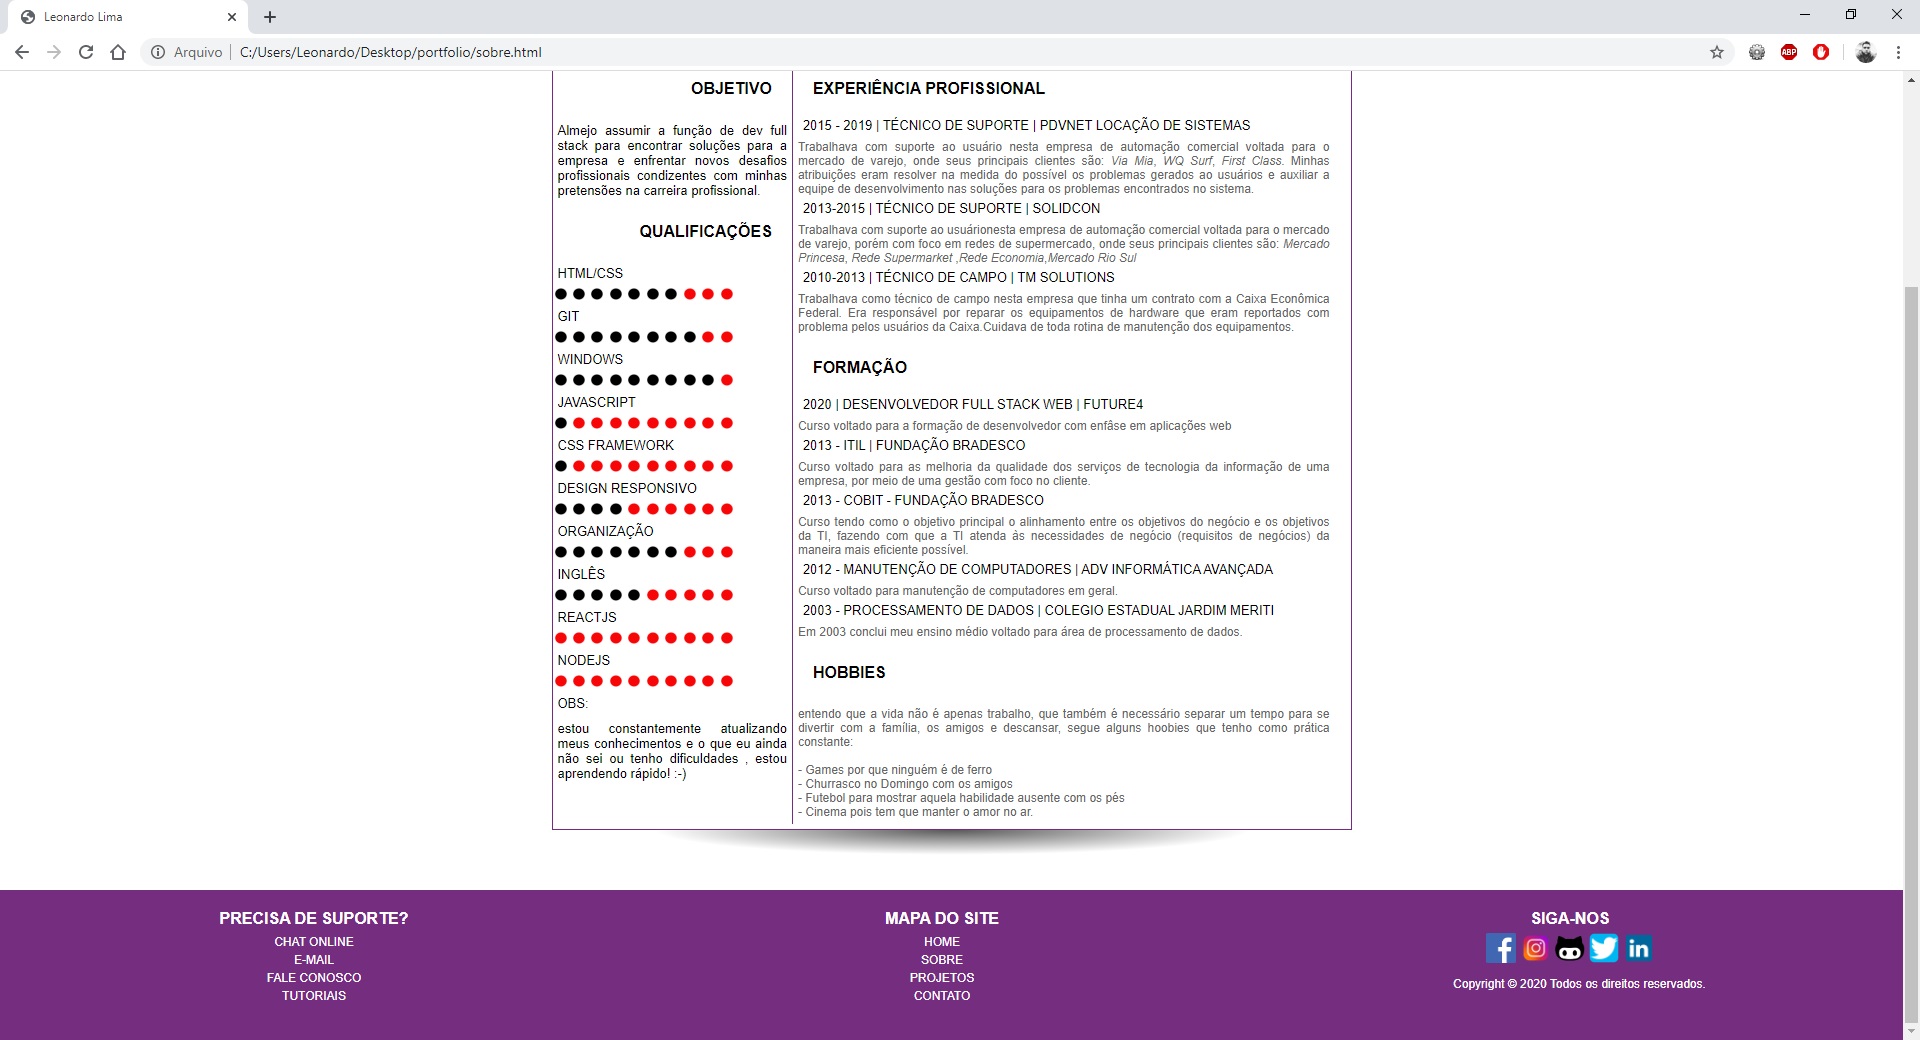 Leonardo Lima
Arquivo | C:/Users/Leonardo/Desktop/portfolio/sobre.html
ABP
OBJETIVO
Almejo assumir a função de dev full
stack para encontrar soluções para a
empresa e enfrentar novos desafios
profissionais condizentes com minhas
pretensões na carreira profissional.
QUALIFICAÇÕES
HTML/CSS
GIT
WINDOWS
JAVASCRIPT
CSS FRAMEWORK
DESIGN RESPONSIVO
ORGANIZAÇÃO
INGLÊS
REACTJS
NODEJS
OBS:
estou constantemente atualizando
meus conhecimentos e o que eu ainda
não sei ou tenho dificuldades , estou
aprendendo rápido! :-)
EXPERIÊNCIA PROFISSIONAL
2015 - 2019 | TÉCNICO DE SUPORTE | PDVNET LOCAÇÃO DE SISTEMAS
Trabalhava com suporte ao usuário nesta empresa de automação comercial voltada para o
mercado de varejo, onde seus principais clientes são: Via Mia, WQ Surf, First Class. Minhas
atribuições eram resolver na medida do possível os problemas gerados ao usuários e auxiliar a
equipe de desenvolvimento nas soluções para os problemas encontrados no sistema.
2013-2015 | TÉCNICO DE SUPORTE | SOLIDCON
Trabalhava com suporte ao usuárionesta empresa de automação comercial voltada para o mercado
de varejo, porém com foco em redes de supermercado, onde seus principais clientes são: Mercado
Princesa, Rede Supermarket ,Rede Economia,Mercado Rio Sul
2010-2013 | TÉCNICO DE CAMPO | TM SOLUTIONS
Trabalhava como técnico de campo nesta empresa que tinha um contrato com a Caixa Econômica
Federal. Era responsável por reparar os equipamentos de hardware que eram reportados com
problema pelos usuários da Caixa.Cuidava de toda rotina de manutenção dos equipamentos.
FORMAÇÃO
2020 | DESENVOLVEDOR FULL STACK WEB | FUTURE4
Curso voltado para a formação de desenvolvedor com enfâse em aplicações web
2013 - ITIL | FUNDAÇÃO BRADESCO
Curso voltado para as melhoria da qualidade dos serviços de tecnologia da informação de uma
empresa, por meio de uma gestão com foco no cliente.
2013 - COBIT - FUNDAÇÃO BRADESCO
Curso tendo como o objetivo principal o alinhamento entre os objetivos do negócio e os objetivos
da TI, fazendo com que a TI atenda às necessidades de negócio (requisitos de negócios) da
maneira mais eficiente possível.
2012 - MANUTENÇÃO DE COMPUTADORES | ADV INFORMÁTICA AVANÇADA
Curso voltado para manutenção de computadores em geral.
2003 - PROCESSAMENTO DE DADOS | COLEGIO ESTADUAL JARDIM MERITI
Em 2003 conclui meu ensino médio voltado para área de processamento de dados.
HOBBIES
entendo que a vida não é apenas trabalho, que também é necessário separar um tempo para se
divertir com a família, os amigos e descansar, segue alguns hoobies que tenho como prática
constante:
- Games por que ninguém é de ferro
- Churrasco no Domingo com os amigos
- Futebol para mostrar aquela habilidade ausente com os pés
- Cinema pois tem que manter o amor no ar.
PRECISA DE SUPORTE?
CHAT ONLINE
E-MAIL
FALE CONOSCO
TUTORIAIS
MAPA DO SITE
HOME
SOBRE
PROJETOS
CONTATO
SIGA-NOS
Copyright © 2020 Todos os direitos reservados.